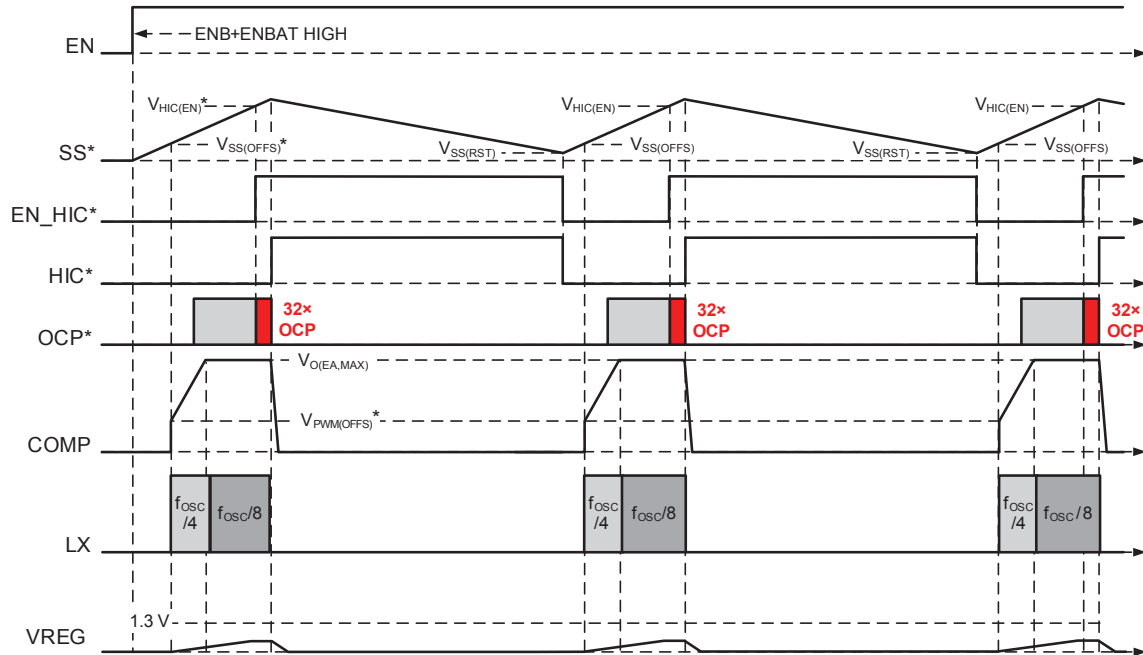 EN
ENB+ENBAT HIGH
VHIC(EN)* VHIC(EN) VHIC(EN)
VSS(OFFS)* VSS(OFFS) VSS(OFFS)
SS* VSS(RST) VSS(RST)
EN_HIC*
HIC*
32× 32× 32×
OCP* OCP OCP OCP
VO(EA,MAX)
VPWM(OFFS)*
COMP
fOSC/4 fOSC/8 fOSC/4 fOSC/8 fOSC/4 fOSC/8
LX
1.3 V
VREG